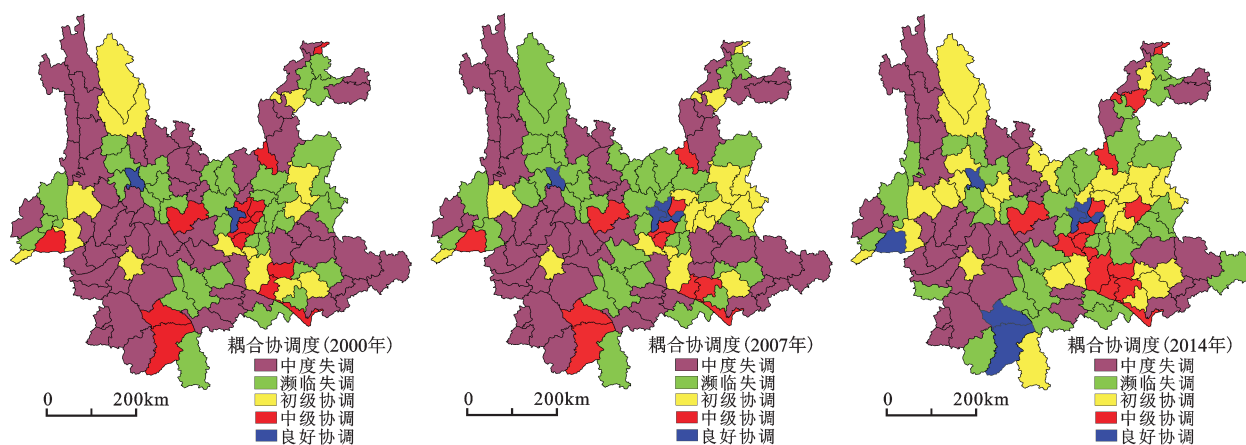 耦合协调度(2000年)
中度失调
濒临失调
初级协调
中级协调
良好协调
0 200km
耦合协调度(2007年)
中度失调
濒临失调
初级协调
中级协调
良好协调
0 200km
耦合协调度(2014年)
中度失调
濒临失调
初级协调
中级协调
良好协调
0 200km